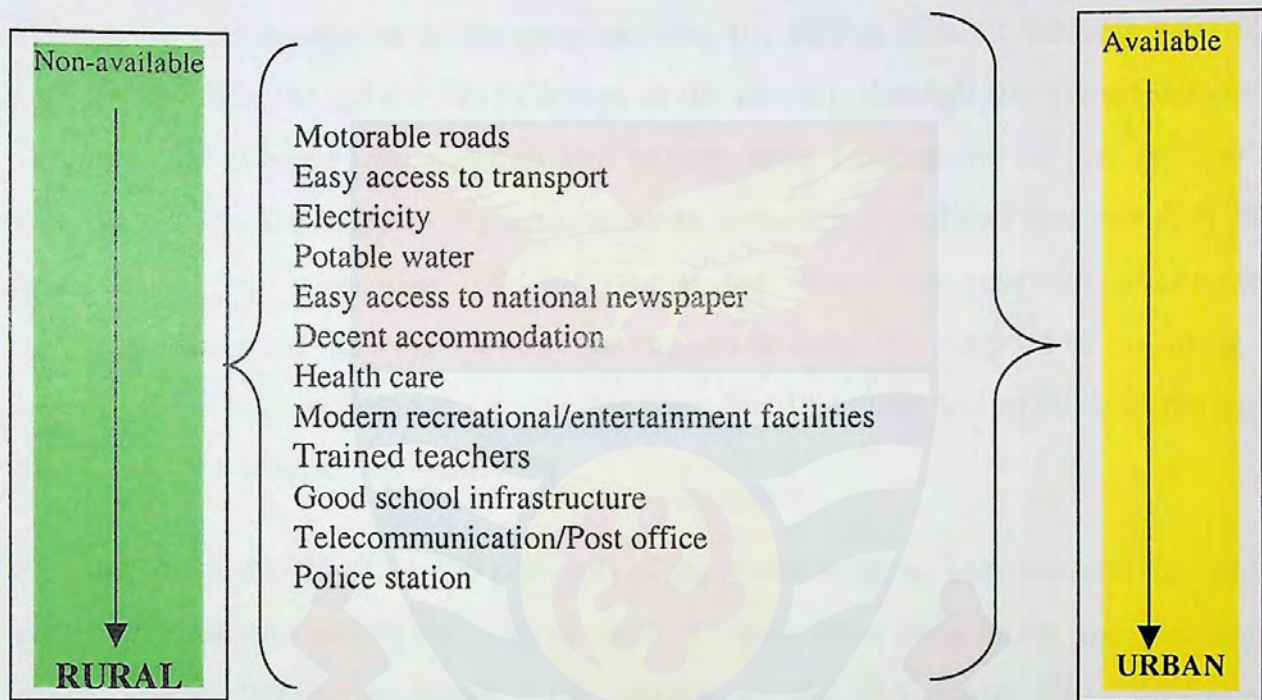 Non-available
RURAL
Motorable roads
Easy access to transport
Electricity
Potable water
Easy access to national newspaper
Decent accommodation
Health care
Modern recreational/entertainment facilities
Trained teachers
Good school infrastructure
Telecommunication/Post office
Police station
Available
URBAN